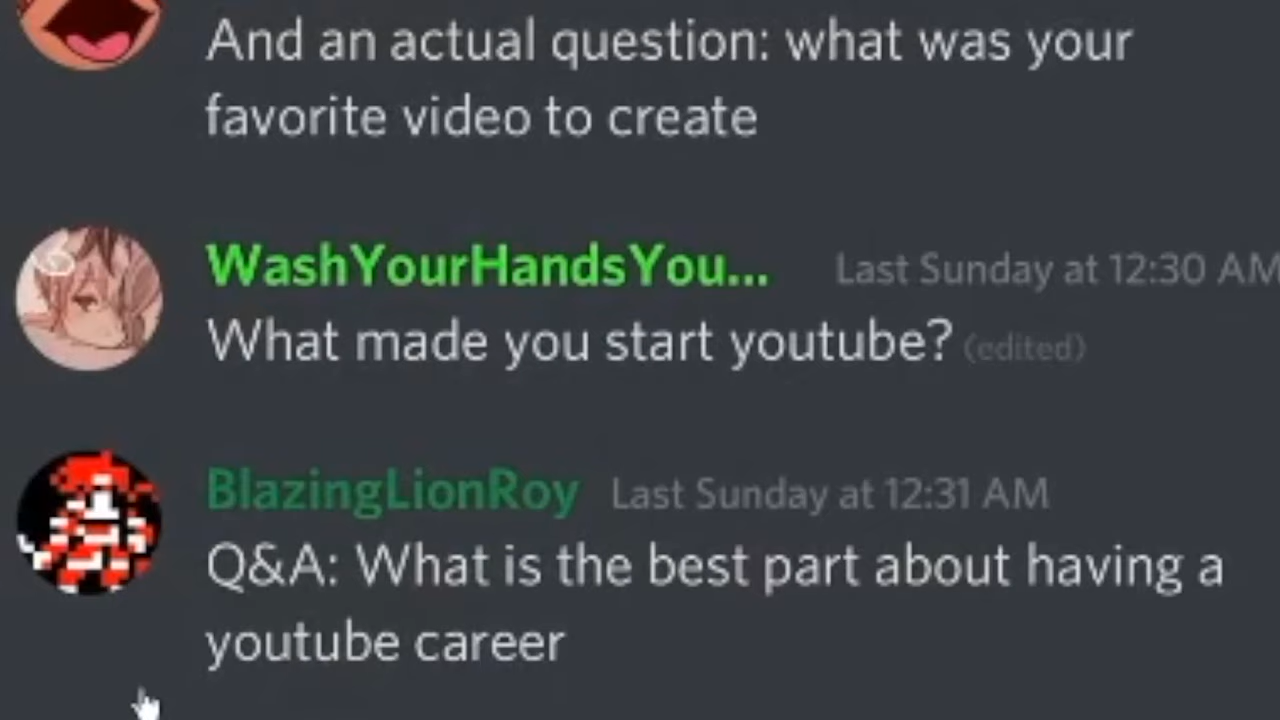 And an actual question: what was your
favorite video to create
WashYourHandsYou... Last Sunday at 12:30 AM
What made you start youtube? (edited)
BlazingLionRoy Last Sunday at 12:31 AM
Q&A: What is the best part about having a
youtube career